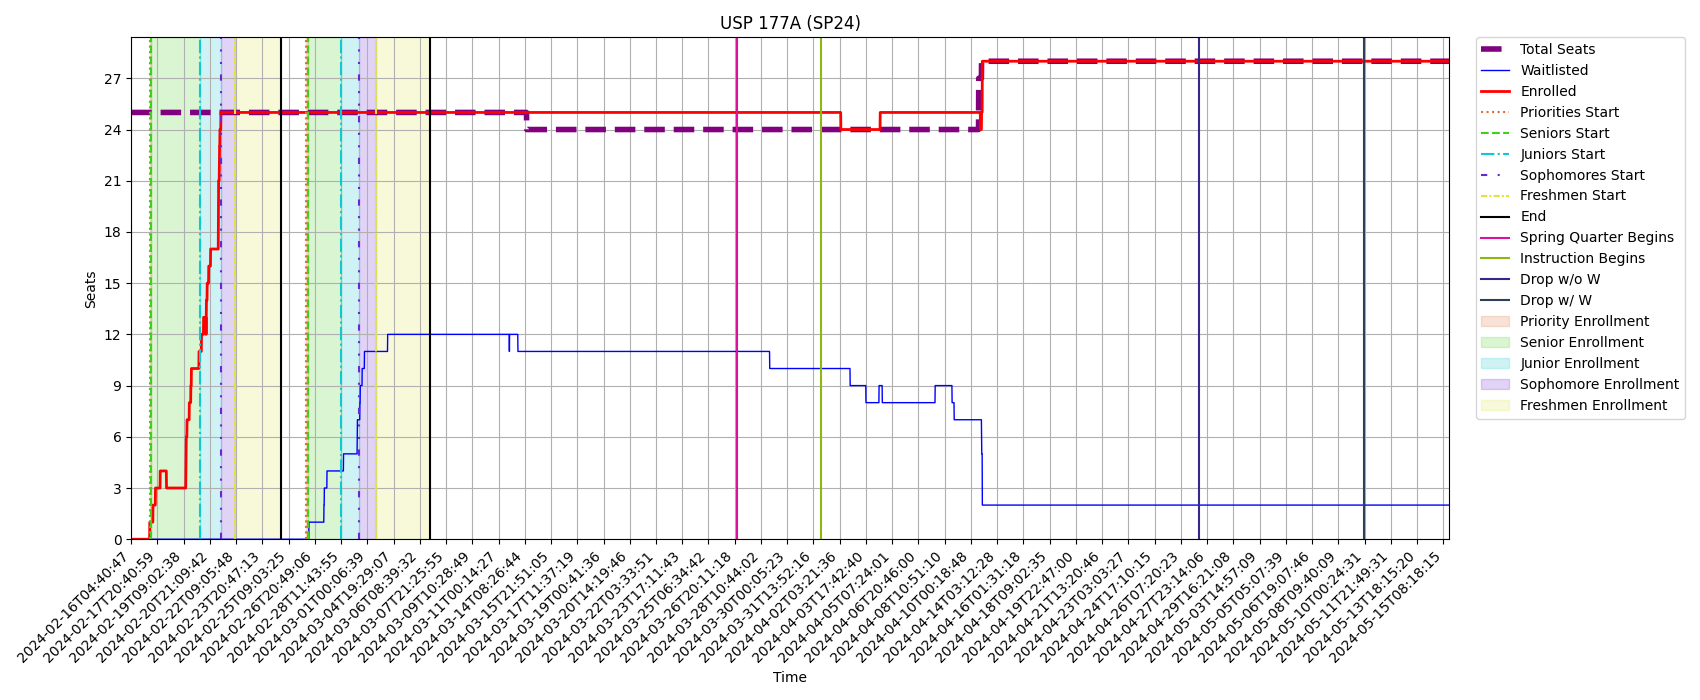 USP 177A (SP24)
Seats
27
24
21
18
15
12
9
6
3
0
2024-02-16T04:40:47
2024-02-17T20:40:59
2024-02-19T09:02:38
2024-02-20T21:09:42
2024-02-22T09:05:48
2024-02-23T20:47:13
2024-02-25T09:03:25
2024-02-26T20:49:06
2024-02-28T11:43:55
2024-03-01T00:06:39
2024-03-04T19:29:07
2024-03-06T08:39:32
2024-03-07T21:25:55
2024-03-09T10:28:49
2024-03-11T00:14:27
2024-03-14T08:26:44
2024-03-15T21:51:05
2024-03-17T11:37:19
2024-03-19T00:41:36
2024-03-20T14:19:46
2024-03-22T03:33:51
2024-03-23T17:11:43
2024-03-25T06:34:42
2024-03-26T20:11:18
2024-03-28T10:44:02
2024-03-30T00:05:23
2024-03-31T13:52:16
2024-04-02T03:21:36
2024-04-03T17:42:40
2024-04-05T07:24:01
2024-04-06T20:46:00
2024-04-08T10:51:10
2024-04-10T00:18:48
2024-04-14T03:12:28
2024-04-16T01:31:18
2024-04-18T09:02:35
2024-04-19T22:47:00
2024-04-21T13:20:46
2024-04-23T03:03:27
2024-04-24T17:10:15
2024-04-26T07:20:23
2024-04-27T23:14:06
2024-04-29T16:21:08
2024-05-03T14:57:09
2024-05-05T05:07:39
2024-05-06T19:07:46
2024-05-08T09:40:09
2024-05-10T00:24:31
2024-05-11T21:49:31
2024-05-13T18:15:20
2024-05-15T08:18:15
Time
Total Seats
Waitlisted
Enrolled
Priorities Start
Seniors Start
Juniors Start
Sophomores Start
Freshmen Start
End
Spring Quarter Begins
Instruction Begins
Drop w/o W
Drop w/ W
Priority Enrollment
Senior Enrollment
Junior Enrollment
Sophomore Enrollment
Freshmen Enrollment